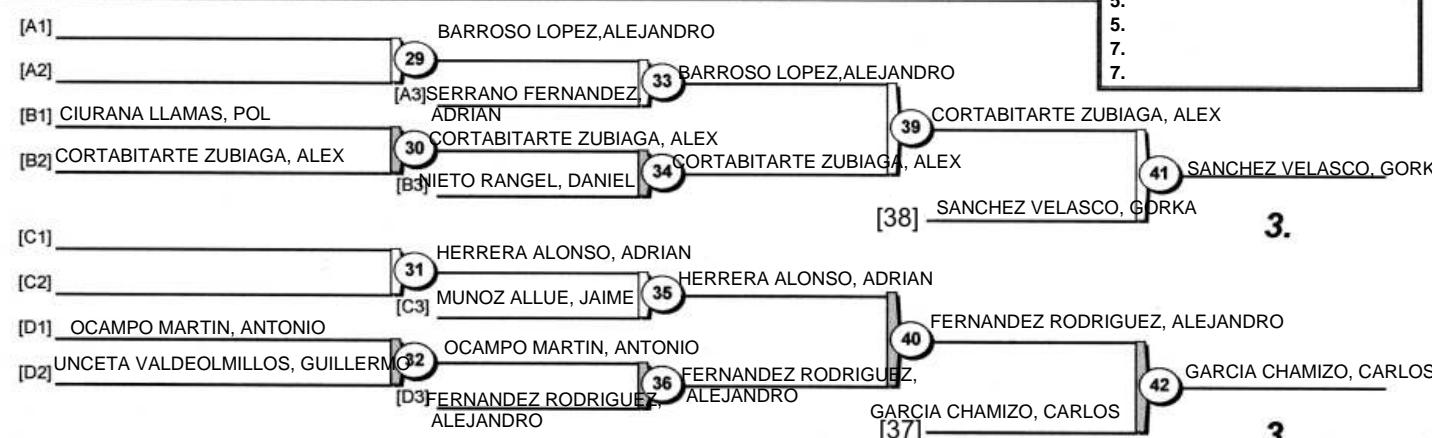 5.
5.
7.
7.
[A1]
BARROSO LOPEZ,ALEJANDRO
29
[A2]
33
BARROSO LOPEZ,ALEJANDRO
[A3]
SERRANO FERNANDEZ,
ADRIAN
[B1] CIURANA LLAMAS, POL
39
CORTABITARTE ZUBIAGA, ALEX
30
CORTABITARTE ZUBIAGA, ALEX
[B2] CORTABITARTE ZUBIAGA, ALEX
34
CORTABITARTE ZUBIAGA, ALEX
[B3]
NIETO RANGEL, DANIEL
41
SANCHEZ VELASCO, GORK
[38]
SANCHEZ VELASCO, GORKA
3.
[C1]
HERRERA ALONSO, ADRIAN
31
[C2]
35
HERRERA ALONSO, ADRIAN
[C3]
MUNOZ ALLUE, JAIME
[D1] OCAMPO MARTIN, ANTONIO
40
FERNANDEZ RODRIGUEZ, ALEJANDRO
[D2] UNCETA VALDEOLMILLOS, GUILLERMO
32
OCAMPO MARTIN, ANTONIO
36
FERNANDEZ RODRIGUEZ,
ALEJANDRO
[D3]
FERNANDEZ RODRIGUEZ,
ALEJANDRO
42
GARCIA CHAMIZO, CARLOS
[37]
GARCIA CHAMIZO, CARLOS
3